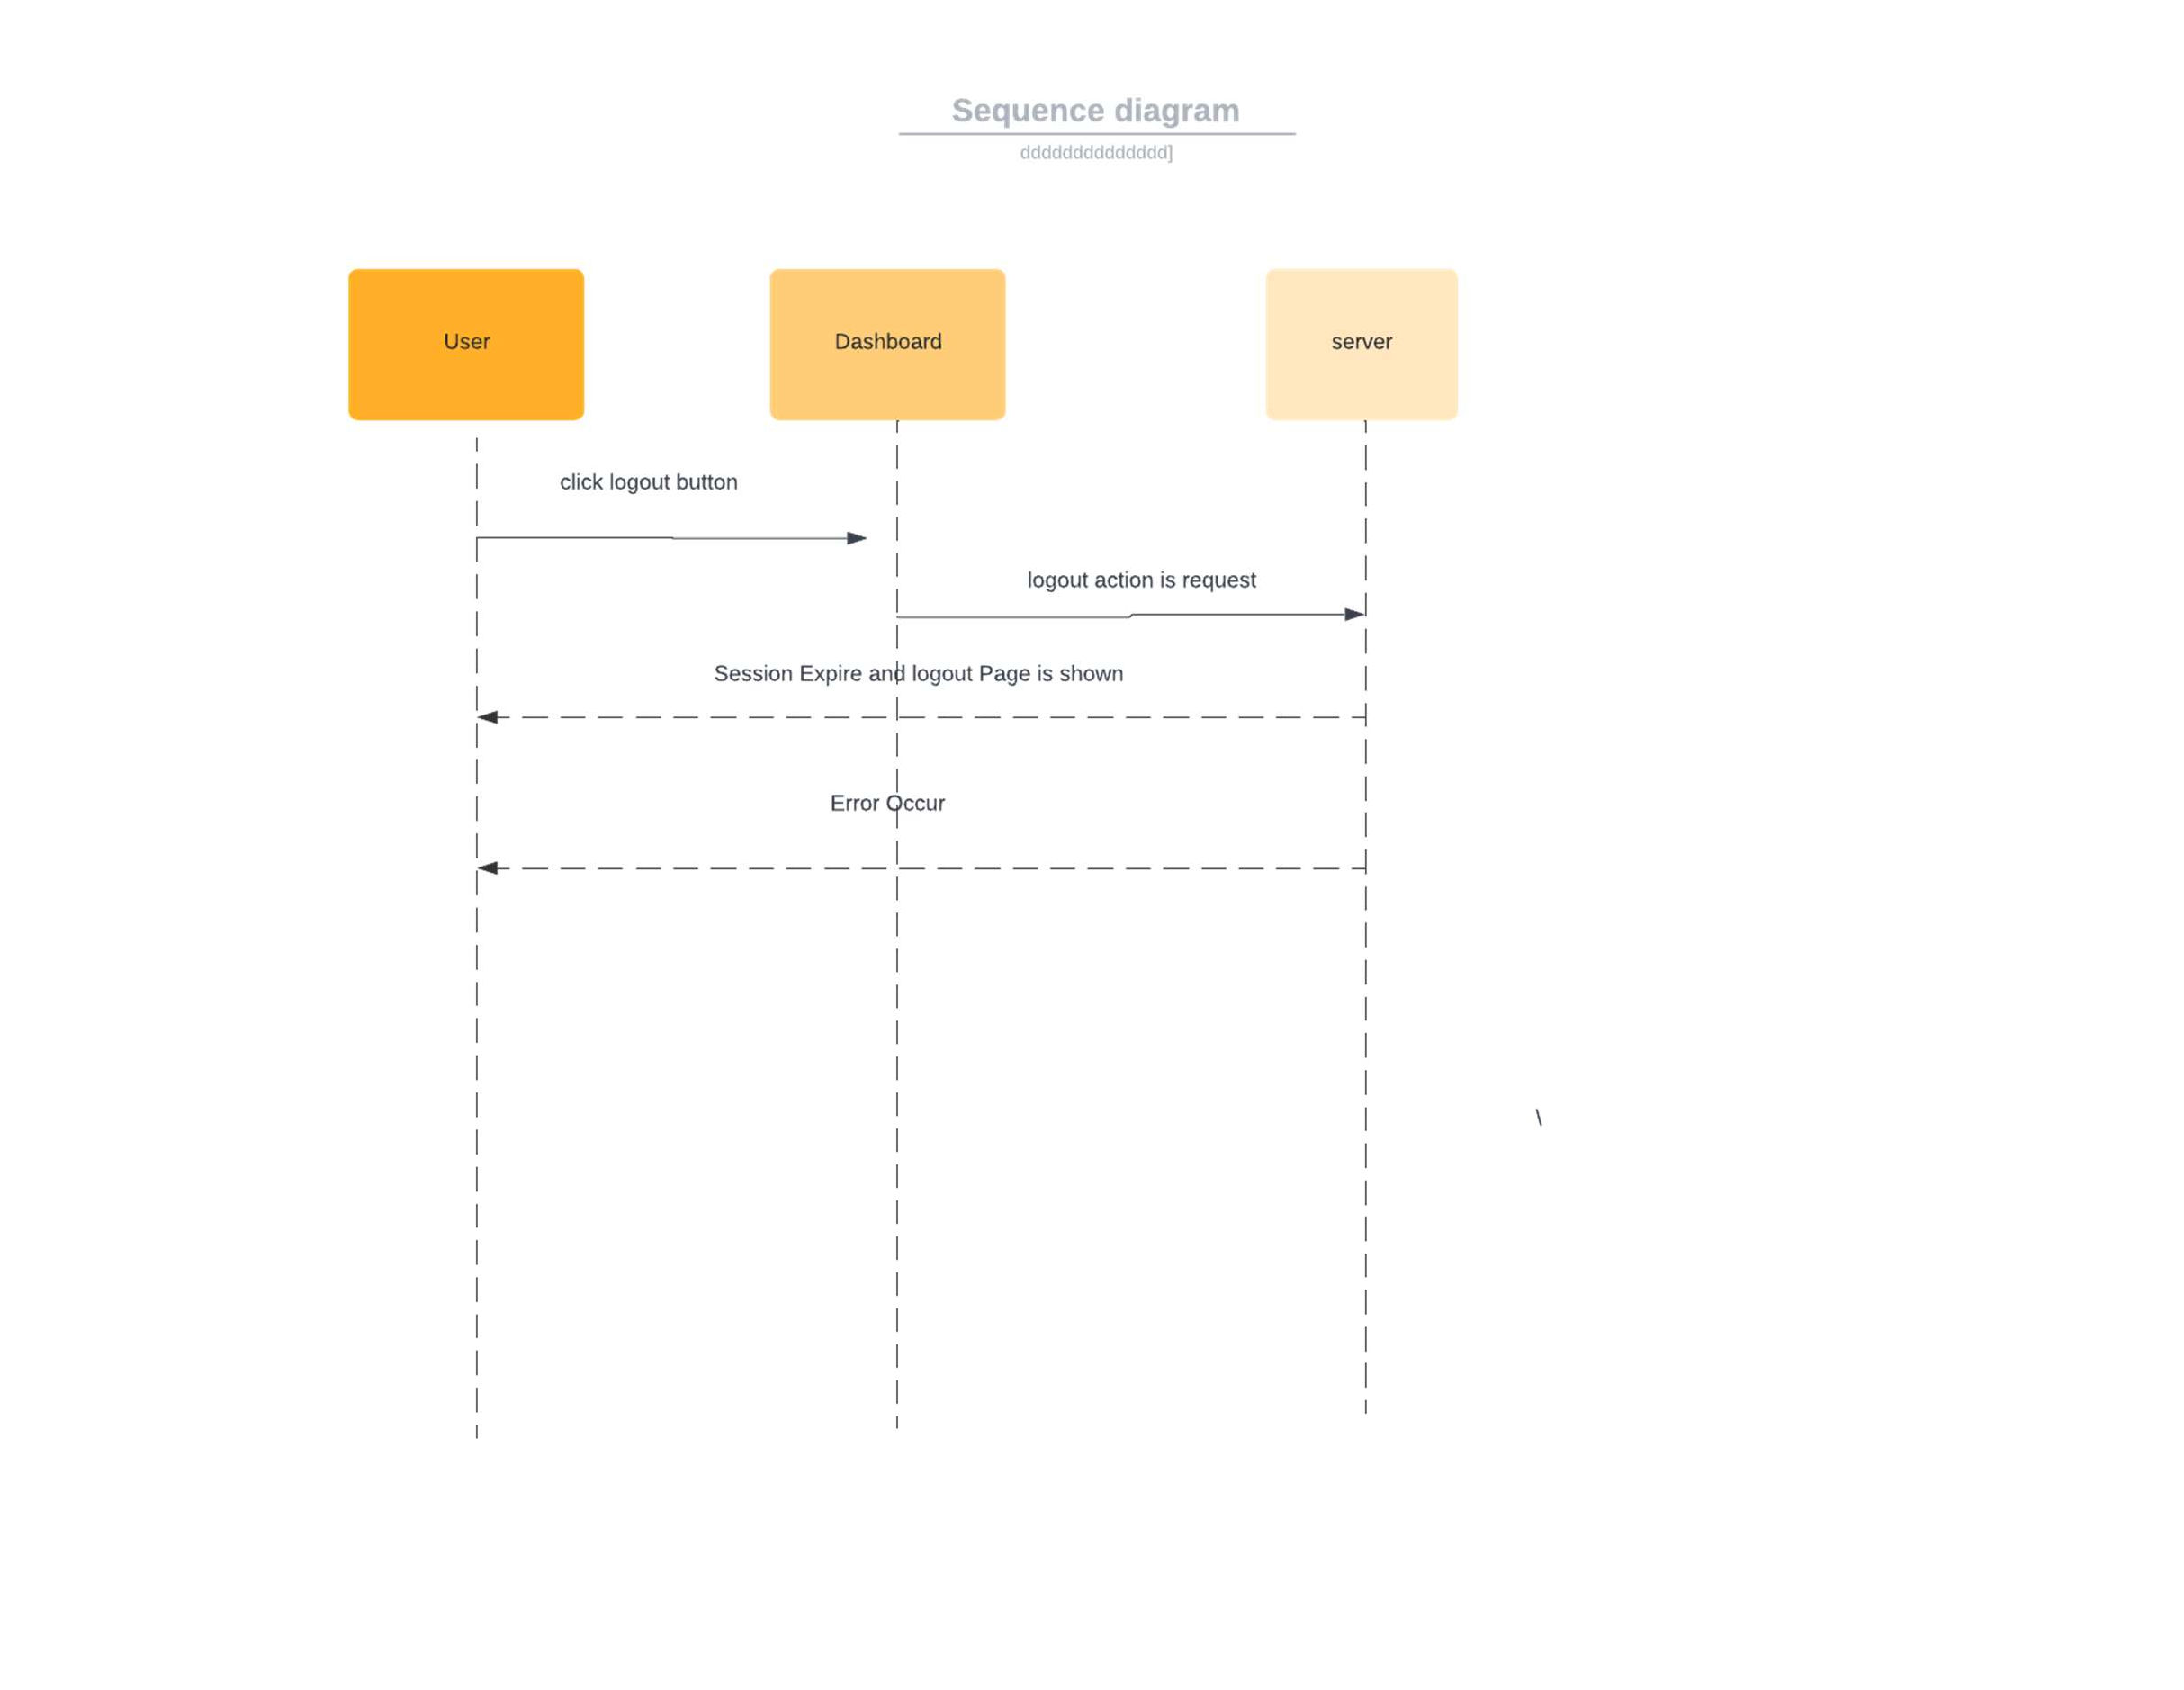 Sequence diagram
dddddddddddddd]
User
Dashboard
server
click logout button
logout action is request
Session Expire and logout Page is shown
Error Occur
\